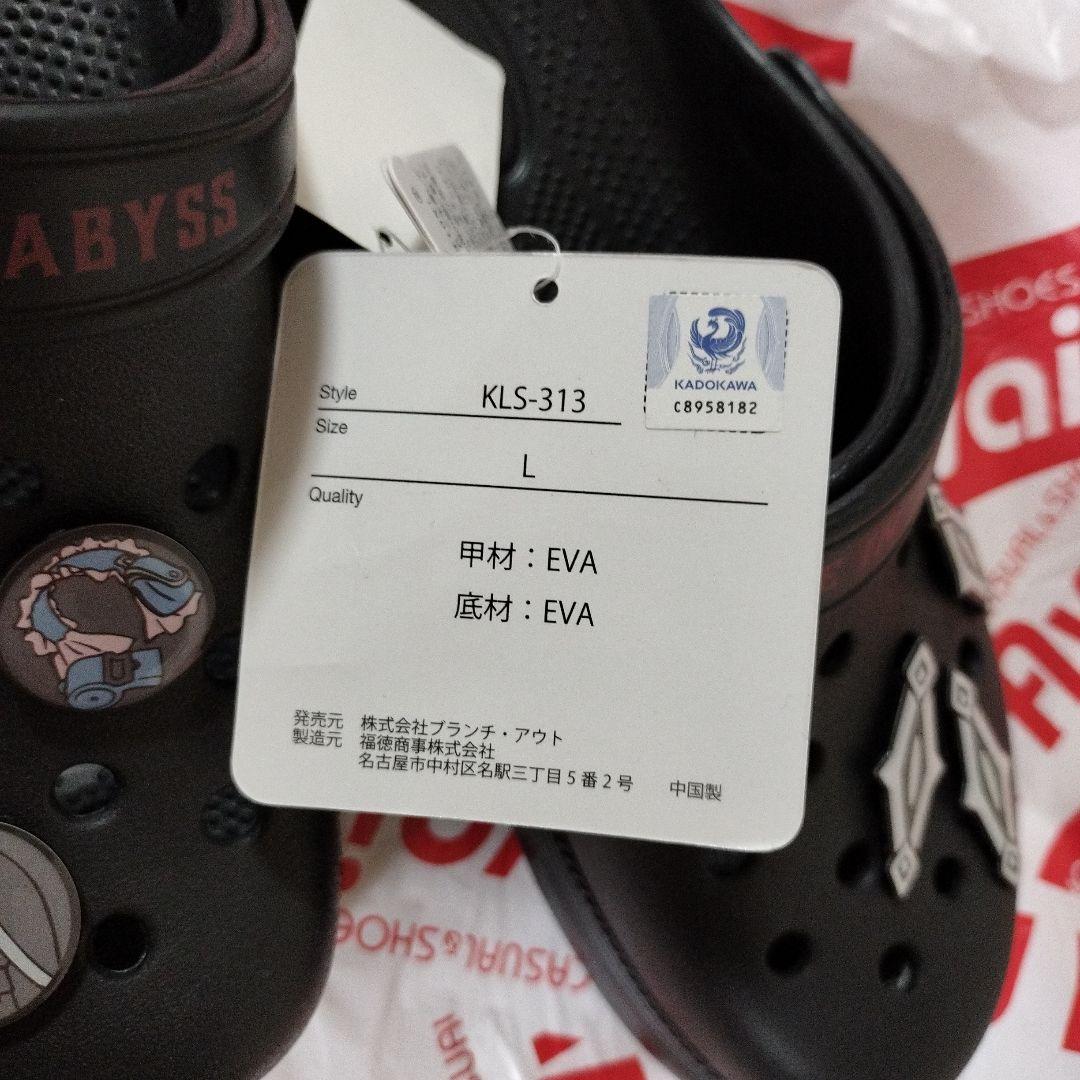 ABYSS
KADOKAWA
C8958182
Style KLS-313
Size
L
Quality
甲材：EVA
底材：EVA
発売元 株式会社ブランチ・アウト
製造元 福徳商事株式会社
名古屋市中村区名駅三丁目5番2号 中国製
SHOES
CASUAL&SHOE
CASUAL&SH